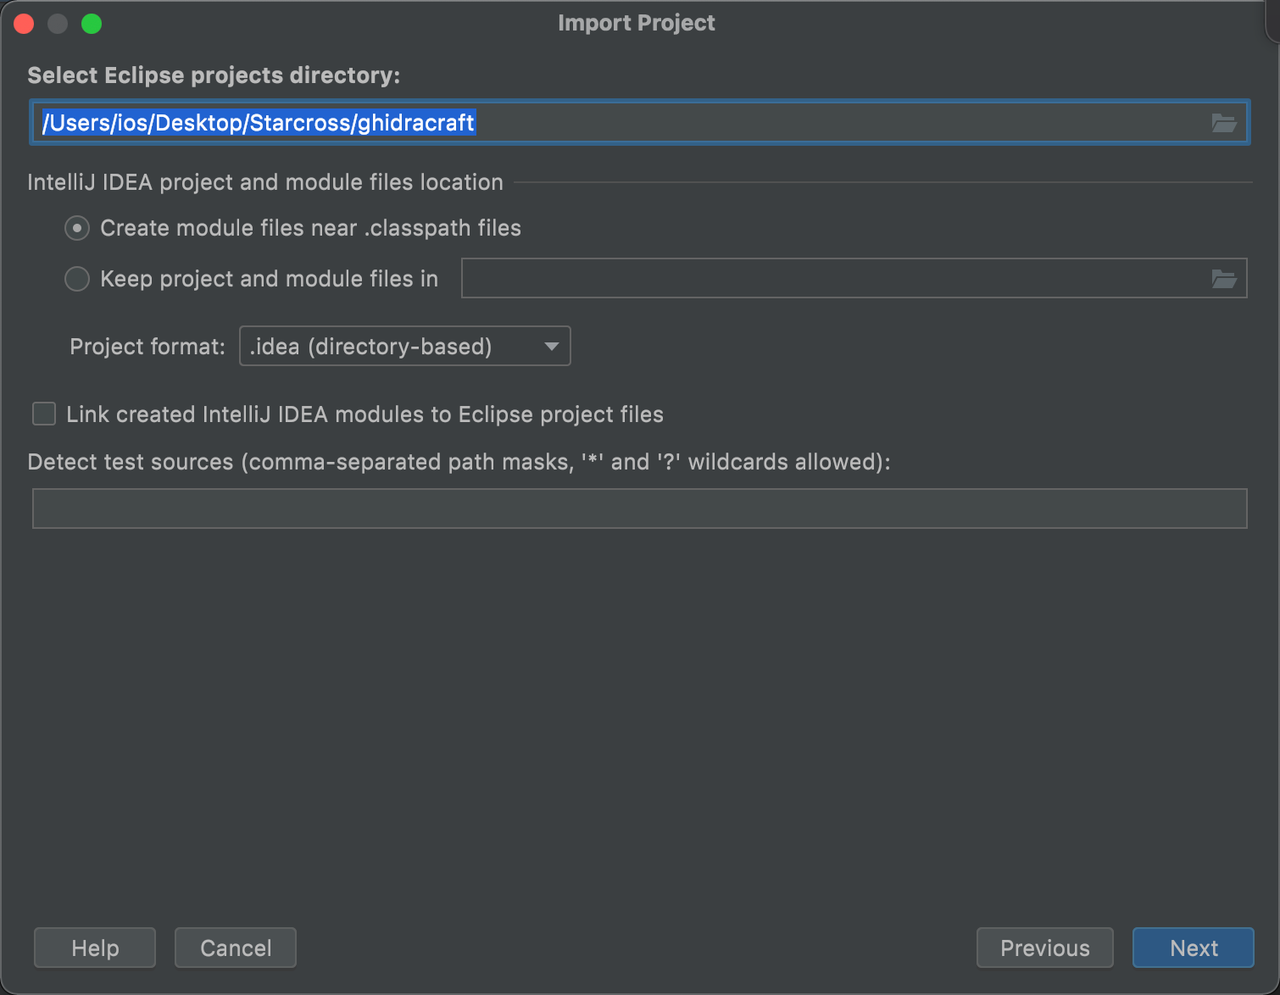 Import Project
Select Eclipse projects directory:
/Users/ios/Desktop/Starcross/ghidracraft
IntelliJ IDEA project and module files location
Create module files near .classpath files
Keep project and module files in
Project format: .idea (directory-based)
Link created IntelliJ IDEA modules to Eclipse project files
Detect test sources (comma-separated path masks, '*' and '?' wildcards allowed):
Help Cancel Previous Next